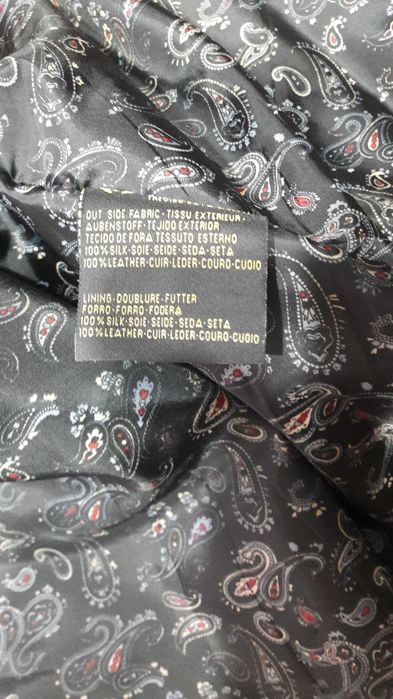 OUT SIDE FABRIC·TISSU EXTERIEUR·
AUBENSTOFF·TEJIDO EXTERIOR
TECIDO DE FORA TESSUTO ESTERNO
100%SILK·SOIE·SEIDE·SEDA·SETA
100%LEATHER·CUIR·LEDER·COURO·CUOIO
LINING·DOUBLURE·FUTTER
FORRO·FORRO·FODERA
100%SILK·SOIE·SEIDE·SEDA·SETA
100%LEATHER·CUIR·LEDER·COURO·CUOIO